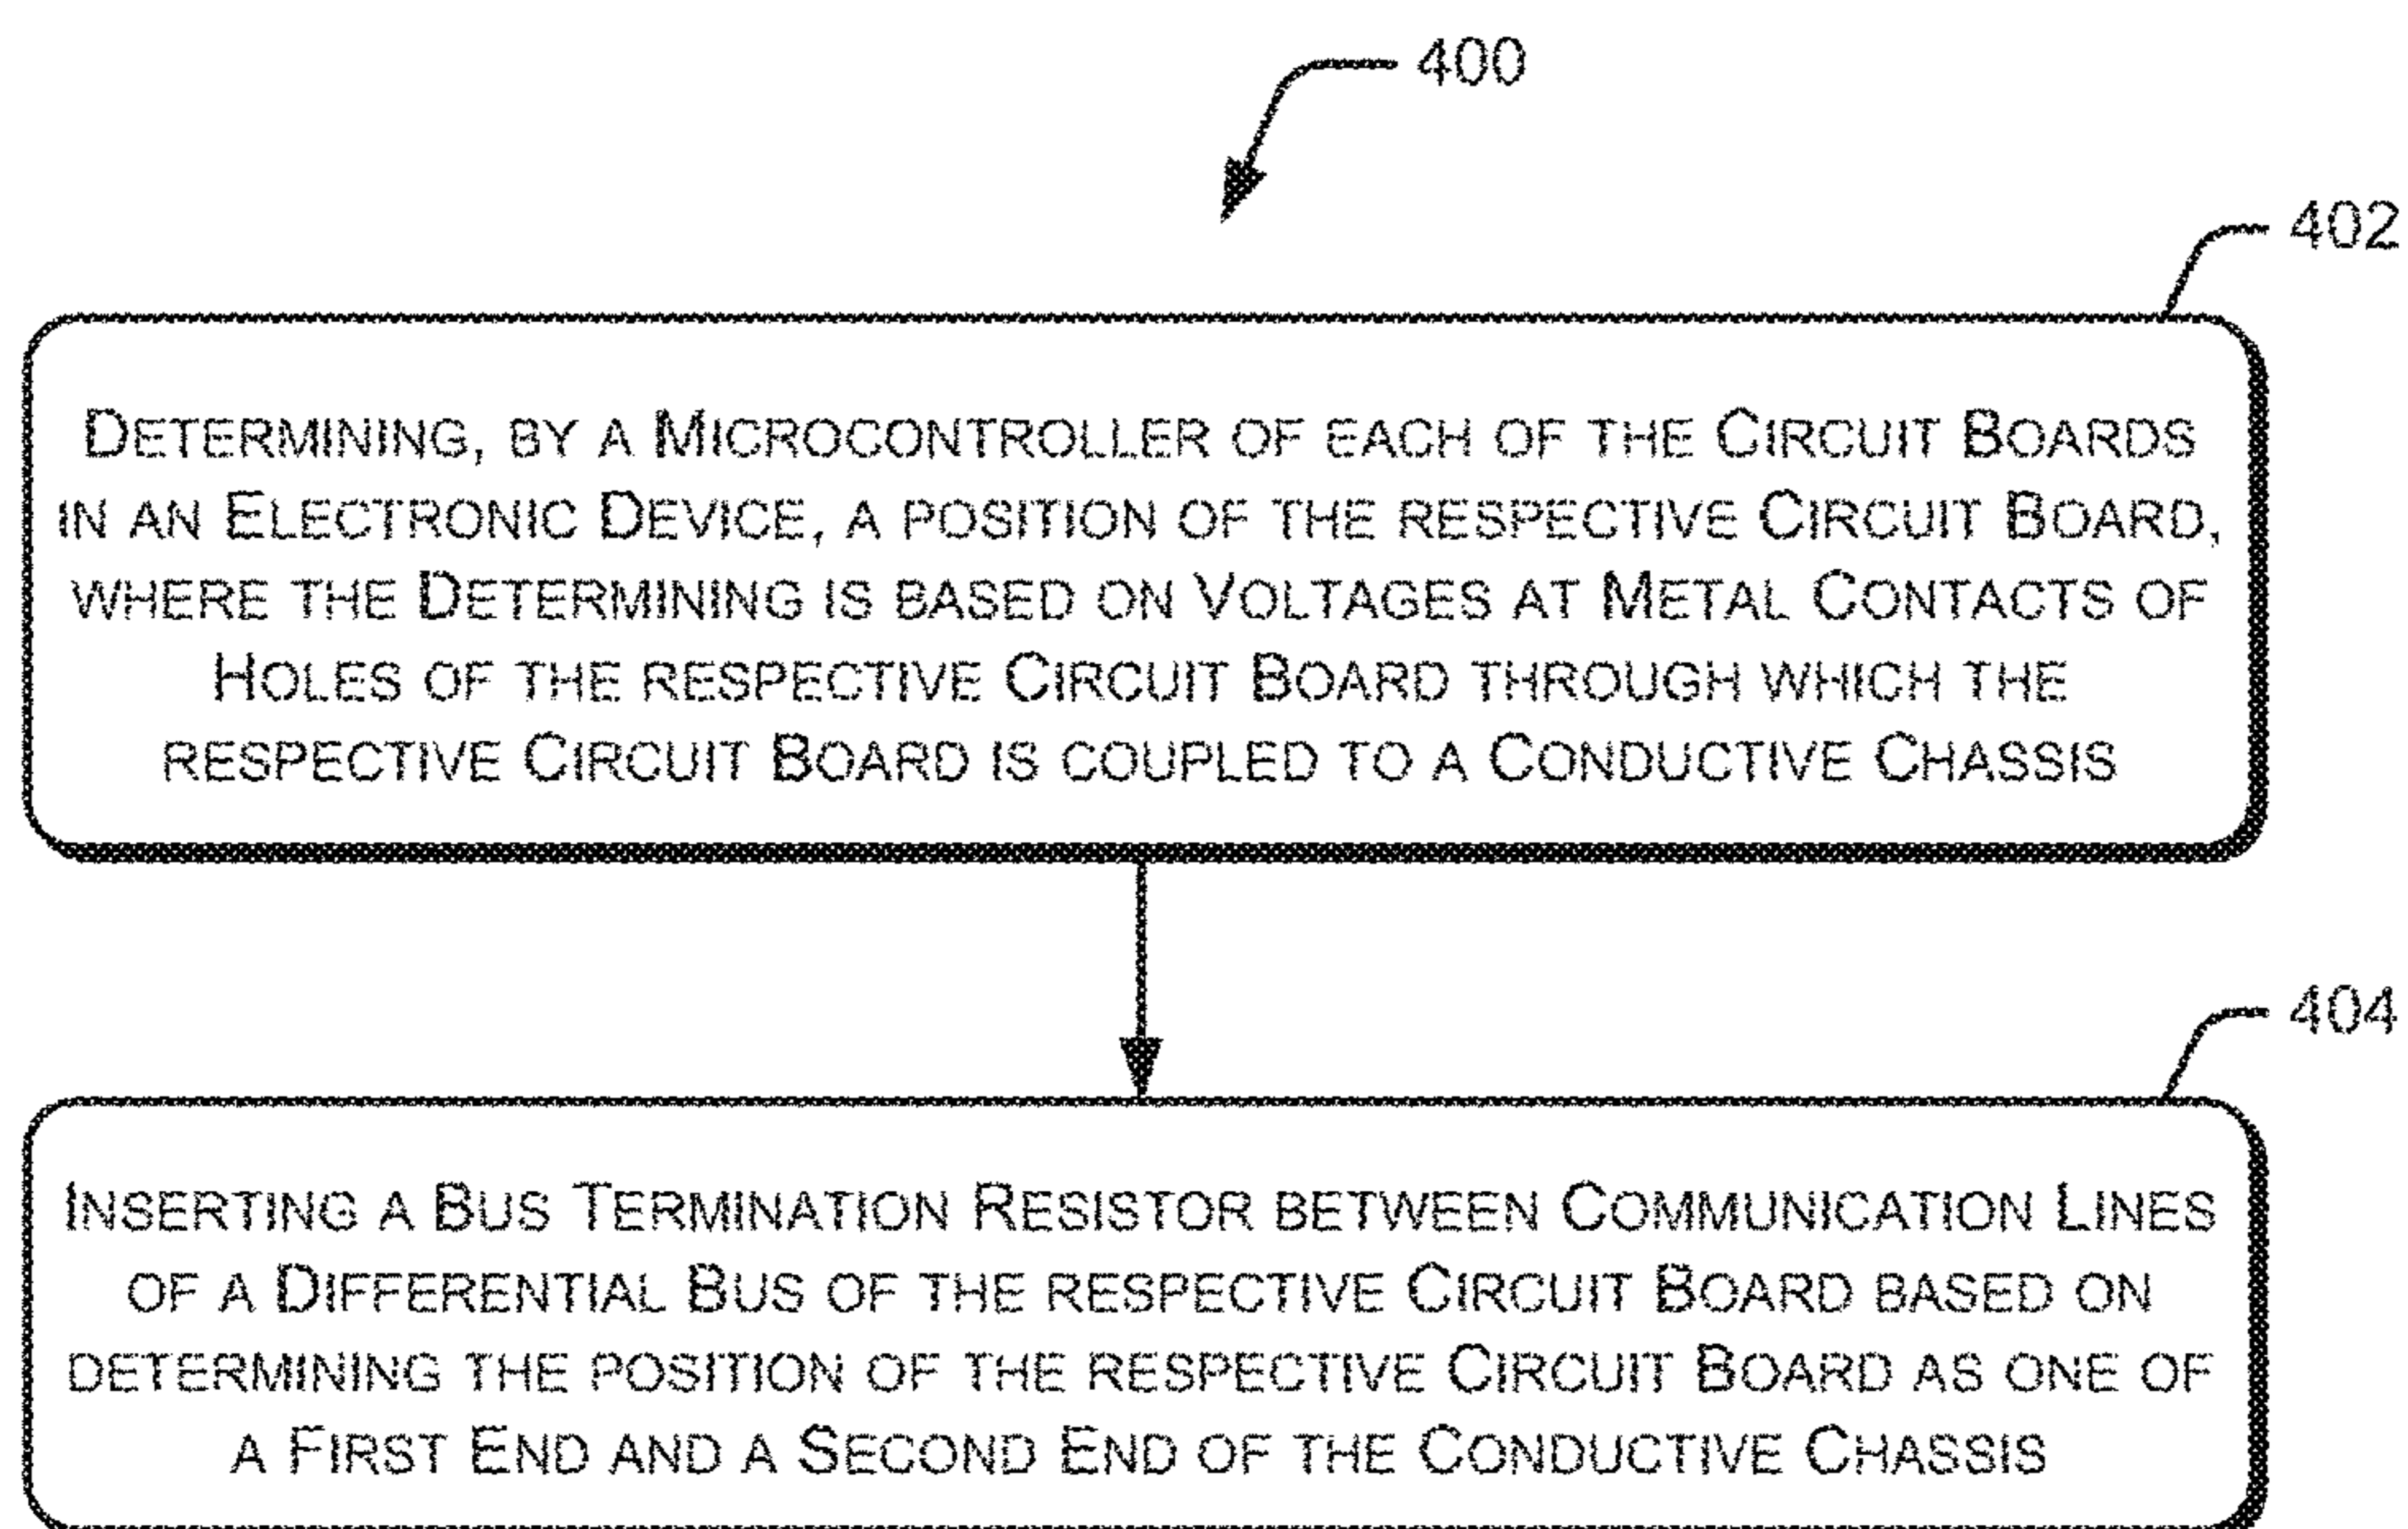 400
402
DETERMINING, BY A MICROCONTROLLER OF EACH OF THE CIRCUIT BOARDS
IN AN ELECTRONIC DEVICE, A POSITION OF THE RESPECTIVE CIRCUIT BOARD,
WHERE THE DETERMINING IS BASED ON VOLTAGES AT METAL CONTACTS OF
HOLES OF THE RESPECTIVE CIRCUIT BOARD THROUGH WHICH THE
RESPECTIVE CIRCUIT BOARD IS COUPLED TO A CONDUCTIVE CHASSIS
404
INSERTING A BUS TERMINATION RESISTOR BETWEEN COMMUNICATION LINES
OF A DIFFERENTIAL BUS OF THE RESPECTIVE CIRCUIT BOARD BASED ON
DETERMINING THE POSITION OF THE RESPECTIVE CIRCUIT BOARD AS ONE OF
A FIRST END AND A SECOND END OF THE CONDUCTIVE CHASSIS